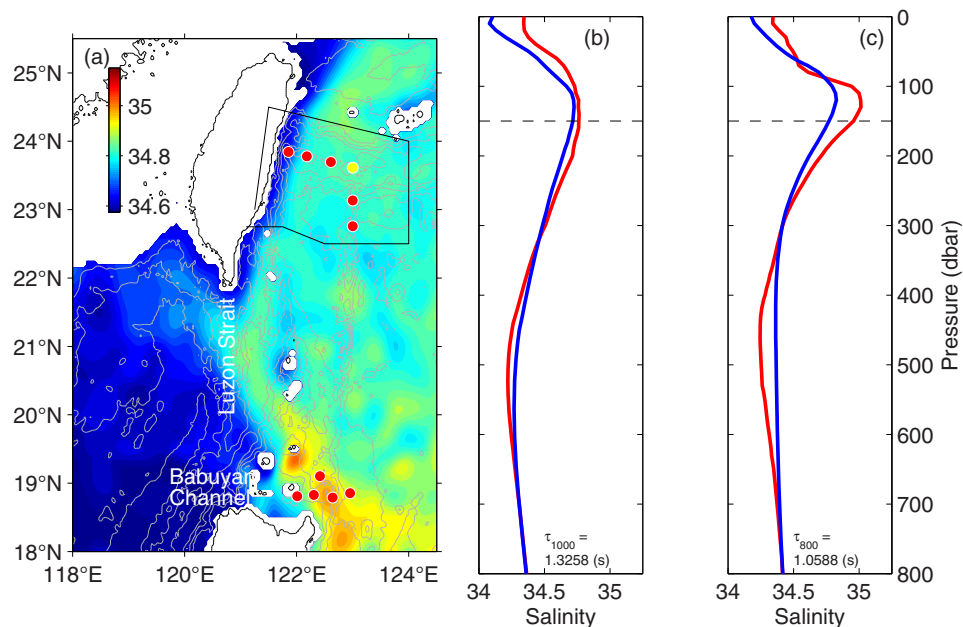 (a)
35
34.8
34.6
25°N
24°N
23°N
22°N
21°N
20°N
19°N
18°N
118°E
120°E
122°E
124°E
Luzon Strait
Babuyan
Channel
(b)
τ1000 =
1.3258 (s)
34
34.5
35
Salinity
(c)
τ800 =
1.0588 (s)
34
34.5
35
Salinity
0
100
200
300
400
500
600
700
800
Pressure (dbar)